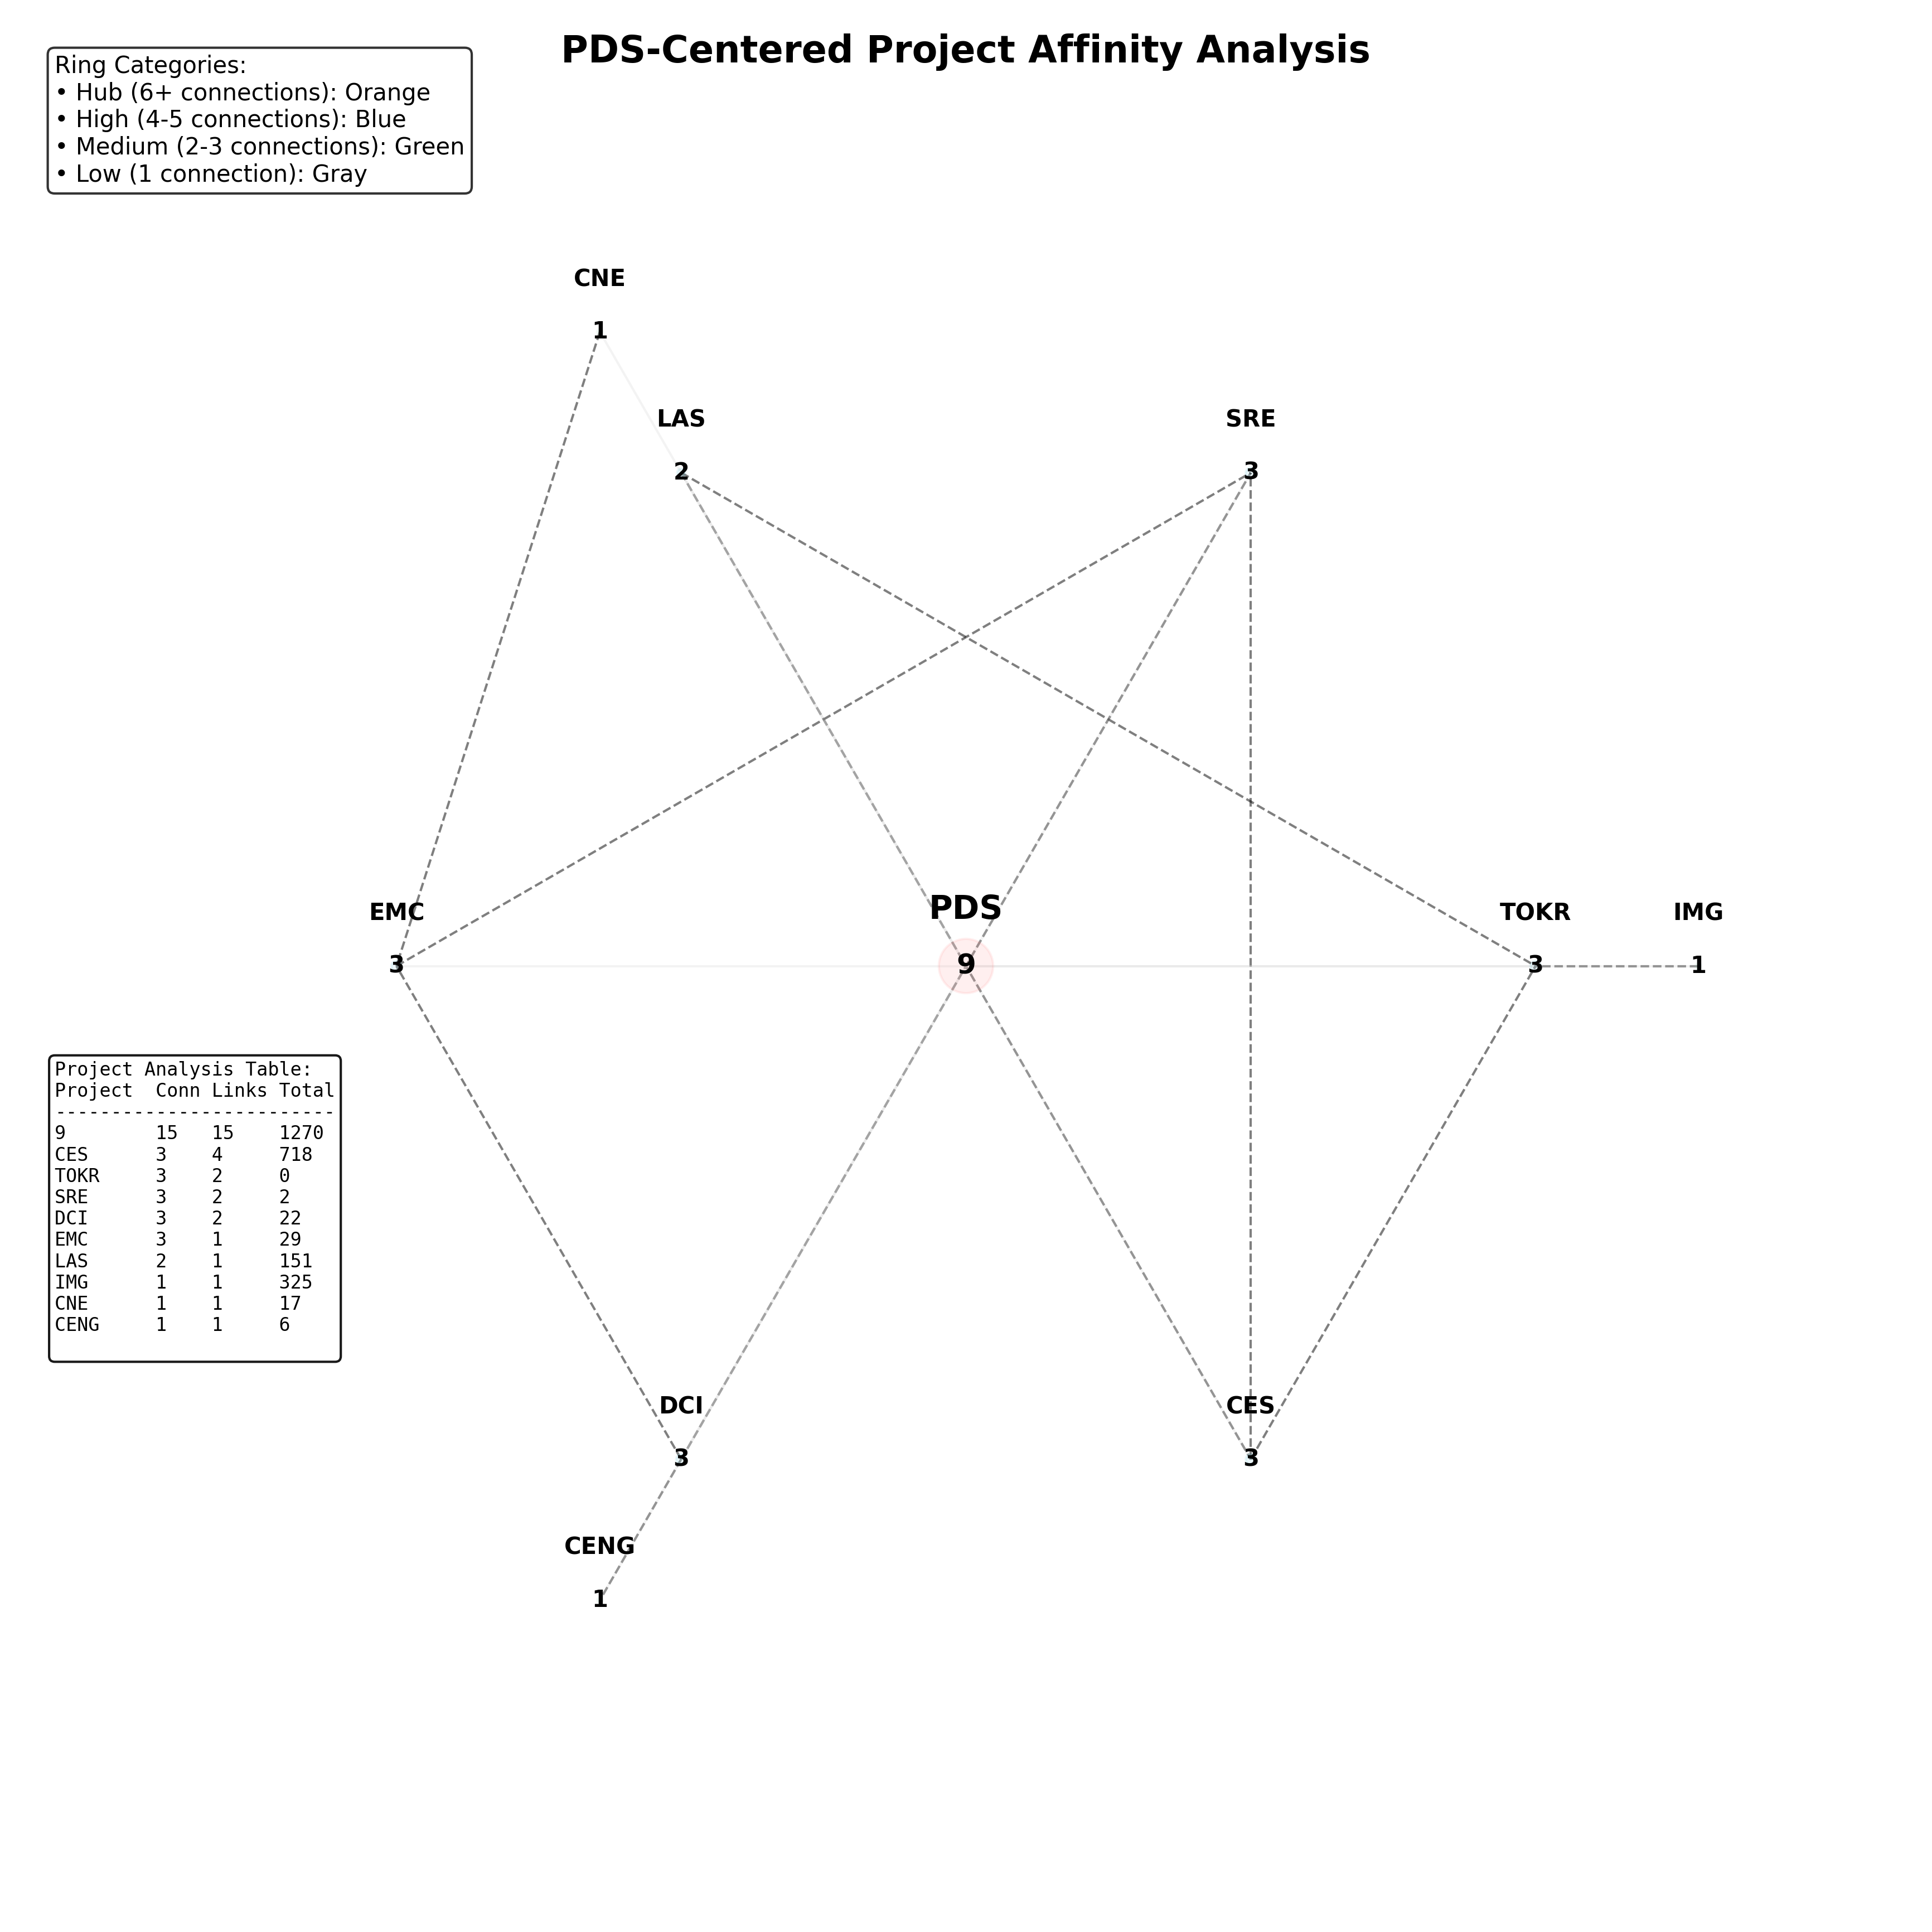 PDS-Centered Project Affinity Analysis
Ring Categories:
• Hub (6+ connections): Orange
• High (4-5 connections): Blue
• Medium (2-3 connections): Green
• Low (1 connection): Gray
CNE
1
LAS
SRE
2
3
EMC
PDS
TOKR
IMG
3
9
3
1
Project Analysis Table:
Project  Conn Links Total
-------------------------
9        15   15    1270
CES      3    4     718
TOKR     3    2     0
SRE      3    2     2
DCI      3    2     22
EMC      3    1     29
LAS      2    1     151
IMG      1    1     325
CNE      1    1     17
CENG     1    1     6
DCI
CES
3
3
CENG
1